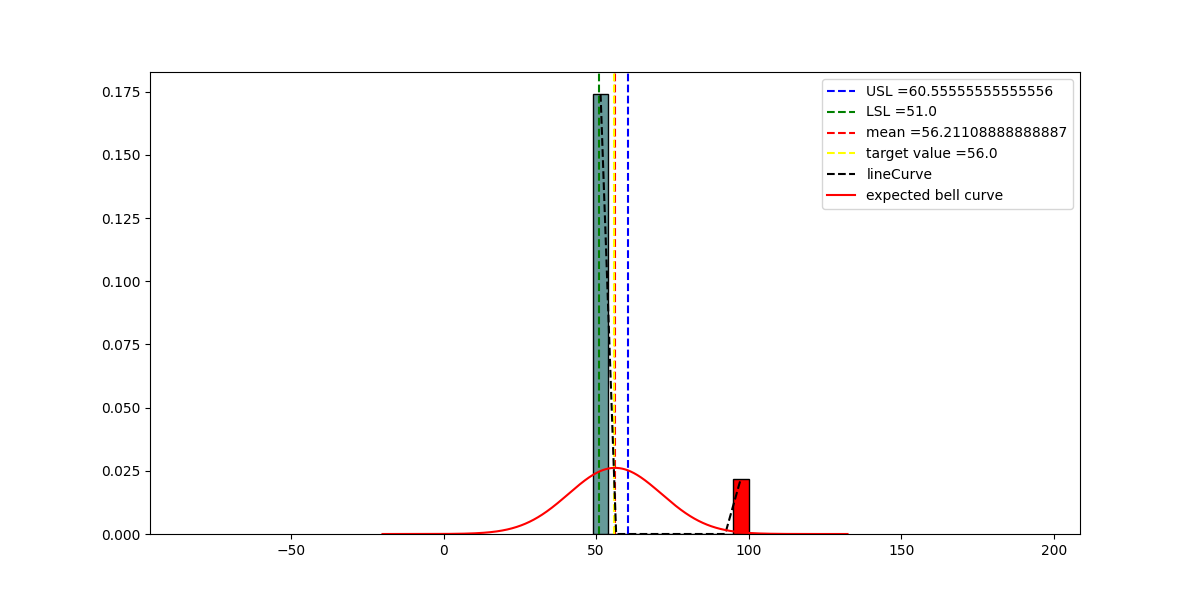 0.175
0.150
0.125
0.100
0.075
0.050
0.025
0.000
−50
0
50
100
150
200
USL =60.55555555555556
LSL =51.0
mean =56.21108888888887
target value =56.0
lineCurve
expected bell curve